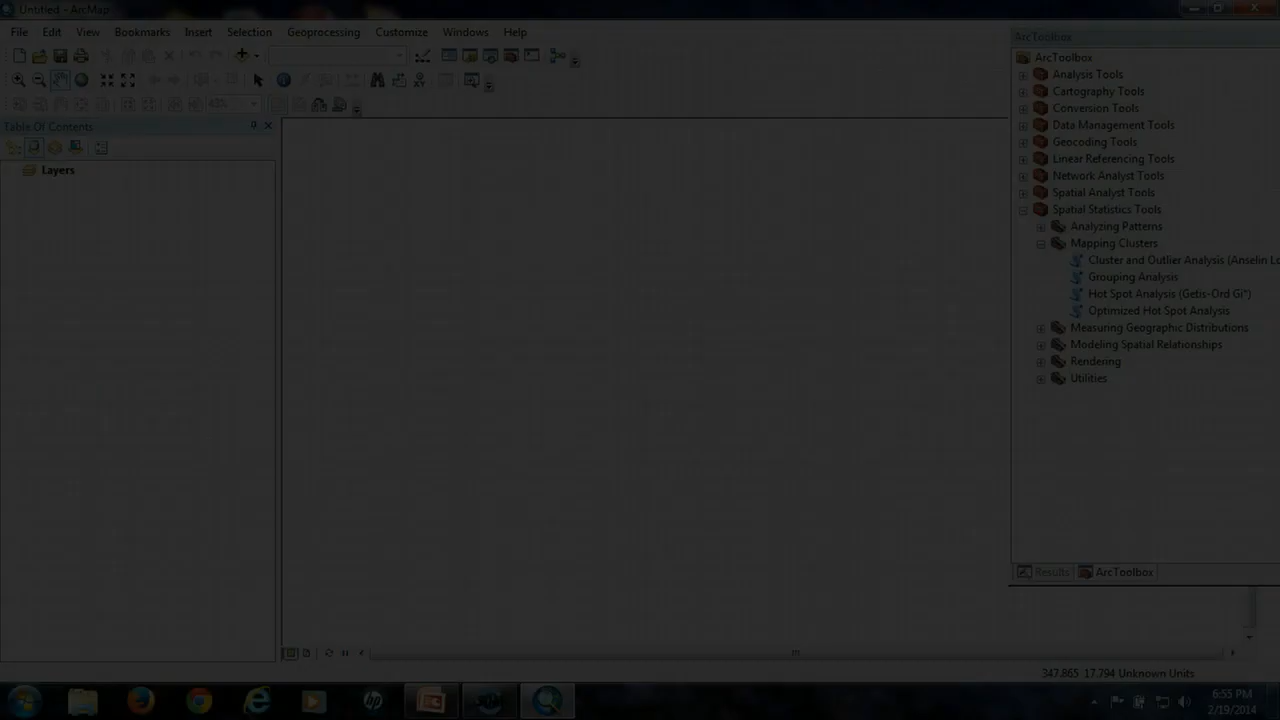 Untitled - ArcMap
File Edit View Bookmarks Insert Selection Geoprocessing Customize Windows Help
43%
Table Of Contents
Layers
ArcToolbox
ArcToolbox
Analysis Tools
Cartography Tools
Conversion Tools
Data Management Tools
Geocoding Tools
Linear Referencing Tools
Network Analyst Tools
Spatial Analyst Tools
Spatial Statistics Tools
Analyzing Patterns
Mapping Clusters
Cluster and Outlier Analysis (Anselin Lo
Grouping Analysis
Hot Spot Analysis (Getis-Ord Gi*)
Optimized Hot Spot Analysis
Measuring Geographic Distributions
Modeling Spatial Relationships
Rendering
Utilities
Results ArcToolbox
347.865 17.794 Unknown Units
6:55 PM
2/19/2014